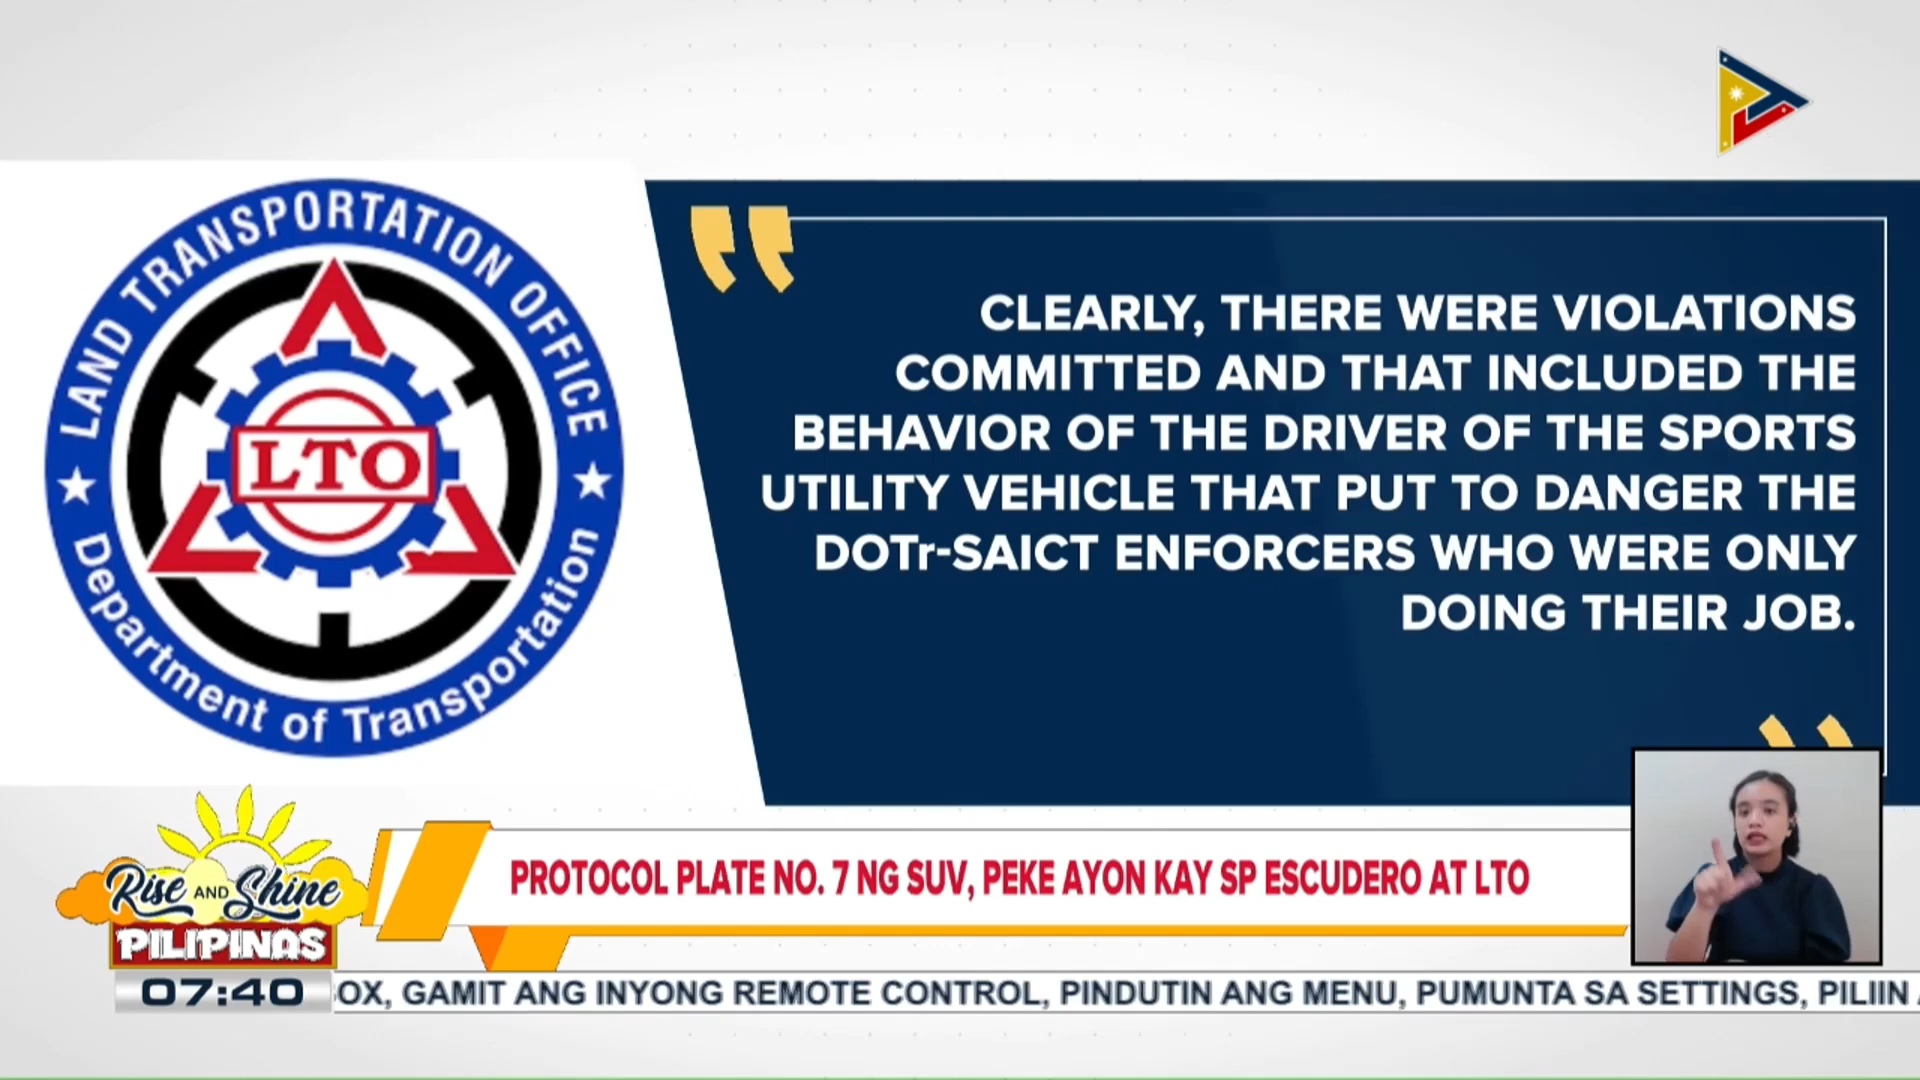 LAND TRANSPORTATION OFFICE
LTO
Department of Transportation
CLEARLY, THERE WERE VIOLATIONS
COMMITTED AND THAT INCLUDED THE
BEHAVIOR OF THE DRIVER OF THE SPORTS
UTILITY VEHICLE THAT PUT TO DANGER THE
DOTr-SAICT ENFORCERS WHO WERE ONLY
DOING THEIR JOB.
Rise AND Shine
PILIPINAS
PROTOCOL PLATE NO. 7 NG SUV, PEKE AYON KAY SP ESCUDERO AT LTO
07:40
OX, GAMIT ANG INYONG REMOTE CONTROL, PINDUTIN ANG MENU, PUMUNTA SA SETTINGS, PILIIN